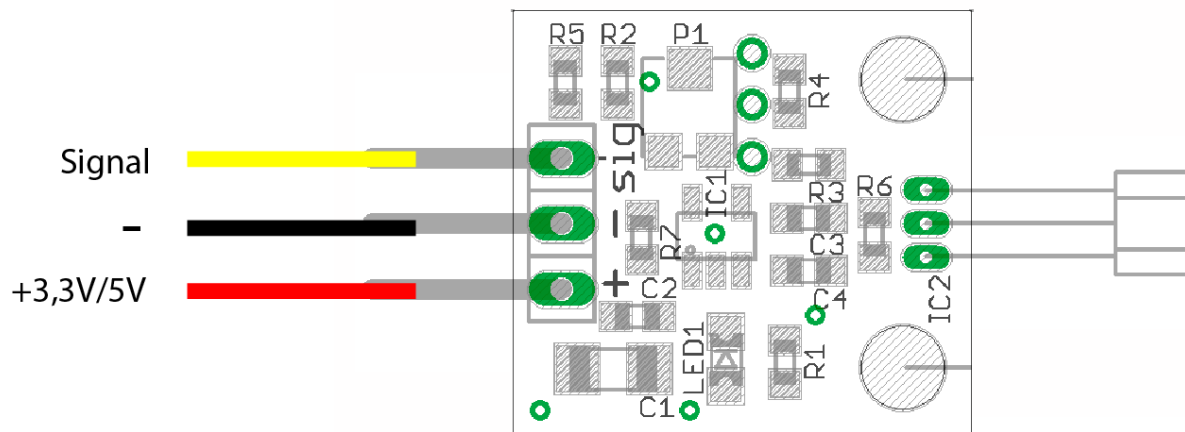 R5 R2 P1
R4
Signal
sig
–
-
+3,3V/5V
+
IC1
R7
R3 R6
C3
C4
C2
IC2
LED1
R1
C1